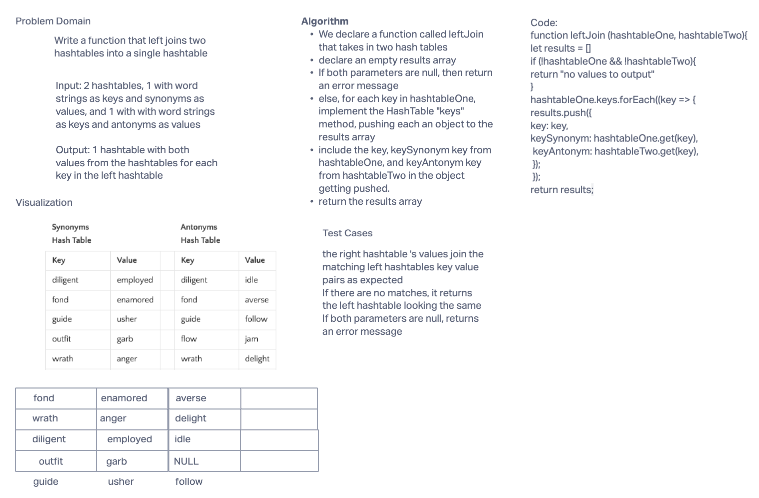 Problem Domain
Write a function that left joins two
hashtables into a single hashtable
Input: 2 hashtables, 1 with word
strings as keys and synonyms as
values, and 1 with with word strings
as keys and antonyms as values
Output: 1 hashtable with both
values from the hashtables for each
key in the left hashtable
Visualization
Synonyms
Hash Table
Antonyms
Hash Table
Key Value Key Value
diligent employed diligent idle
fond enamored fond averse
guide usher guide follow
outfit garb flow jam
wrath anger wrath delight
fond enamored averse
wrath anger delight
diligent employed idle
outfit garb NULL
guide usher follow
Algorithm
• We declare a function called leftJoin
that takes in two hash tables
• declare an empty results array
• If both parameters are null, then return
an error message
• else, for each key in hashtableOne,
implement the HashTable "keys"
method, pushing each an object to the
results array
• include the key, keySynonym key from
hashtableOne, and keyAntonym key
from hashtableTwo in the object
getting pushed.
• return the results array
Test Cases
the right hashtable 's values join the
matching left hashtables key value
pairs as expected
If there are no matches, it returns
the left hashtable looking the same
If both parameters are null, returns
an error message
Code:
function leftJoin (hashtableOne, hashtableTwo){
let results = []
if (!hashtableOne && !hashtableTwo){
return "no values to output"
}
hashtableOne.keys.forEach((key => {
results.push({
key: key,
keySynonym: hashtableOne.get(key),
keyAntonym: hashtableTwo.get(key),
});
});
return results;